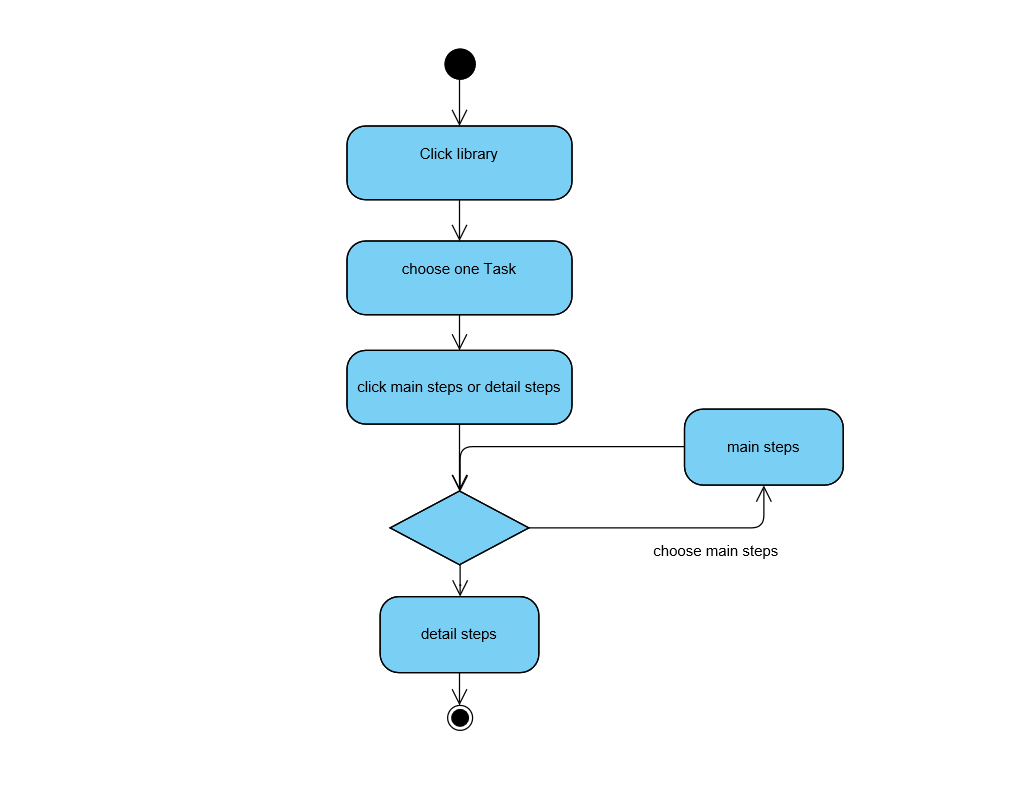 Click library
choose one Task
click main steps or detail steps
main steps
choose main steps
detail steps